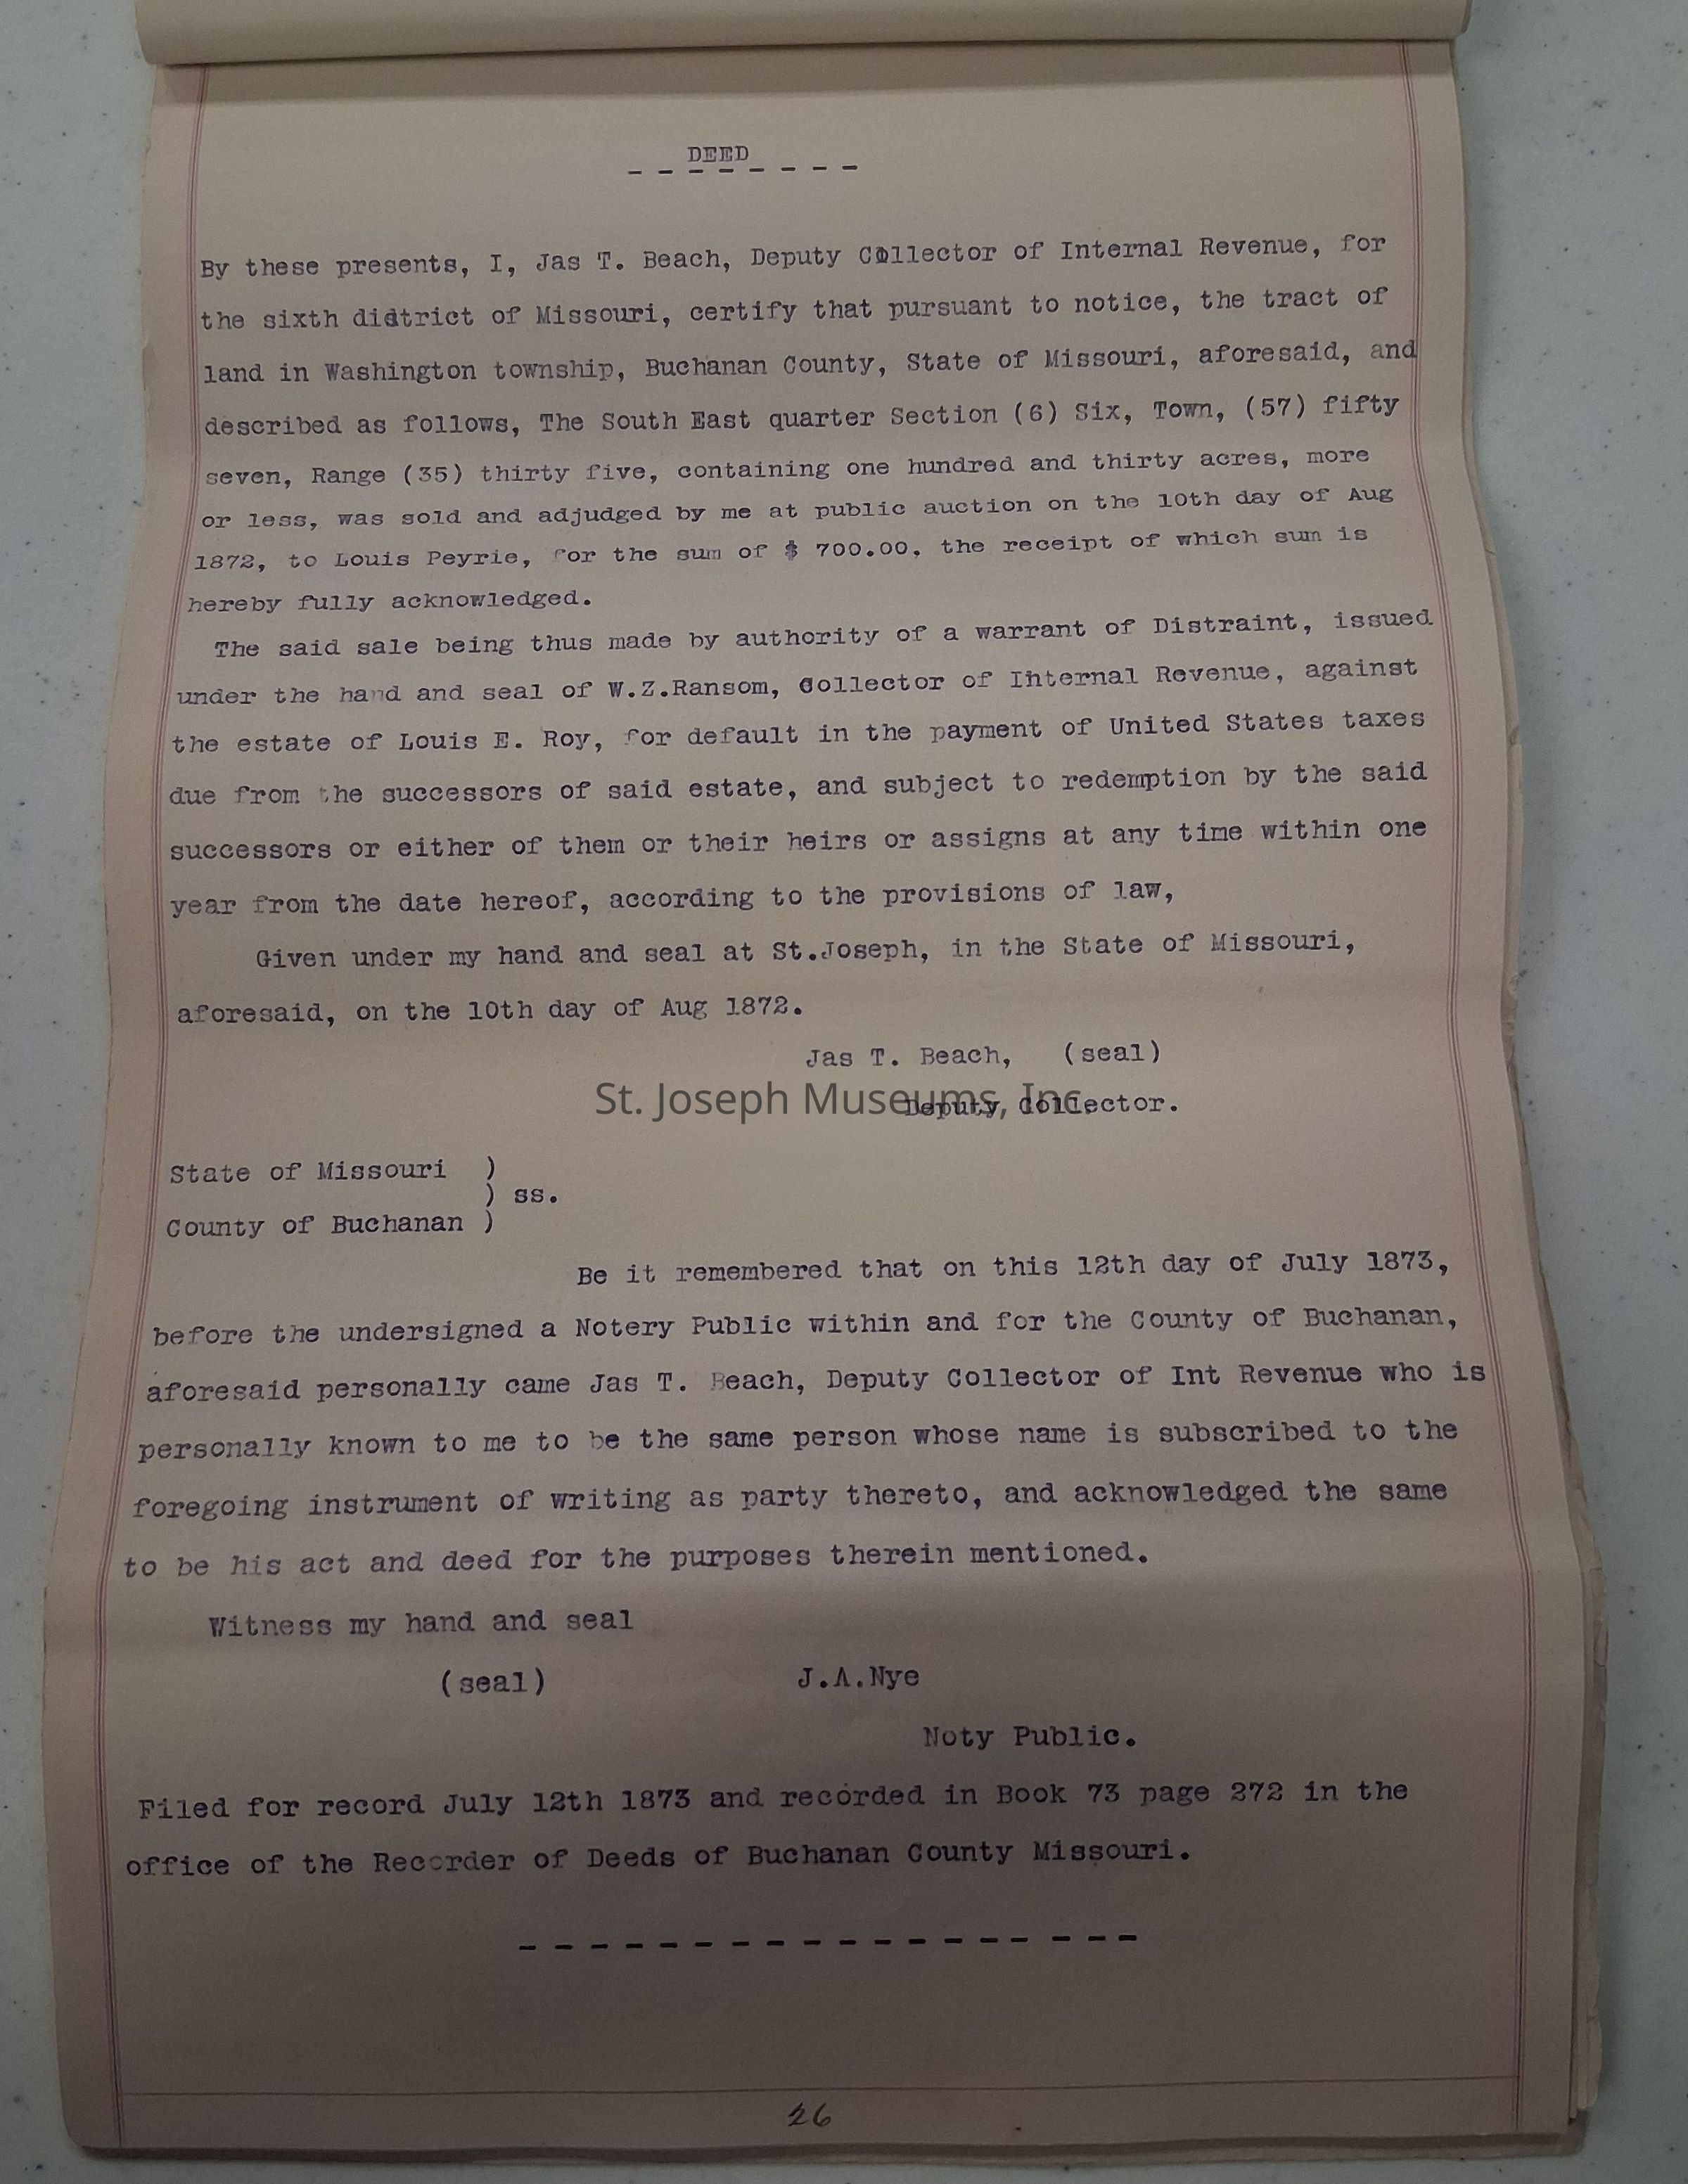 DEED
By these presents, I, Jas T. Beach, Deputy Collector of Internal Revenue, for
the sixth district of Missouri, certify that pursuant to notice, the tract of
land in Washington township, Buchanan County, State of Missouri, aforesaid, and
described as follows, The South East quarter Section (6) Six, Town, (57) fifty
seven, Range (35) thirty five, containing one hundred and thirty acres, more
or less, was sold and adjudged by me at public auction on the 10th day of Aug
1872, to Louis Peyrie, for the sum of $ 700.00, the receipt of which sum is
hereby fully acknowledged.
The said sale being thus made by authority of a warrant of Distraint, issued
under the hand and seal of W.Z.Ransom, Collector of Internal Revenue, against
the estate of Louis E. Roy, for default in the payment of United States taxes
due from the successors of said estate, and subject to redemption by the said
successors or either of them or their heirs or assigns at any time within one
year from the date hereof, according to the provisions of law,
Given under my hand and seal at St.Joseph, in the State of Missouri,
aforesaid, on the 10th day of Aug 1872.
Jas T. Beach, (seal)
St. Joseph Museums, Inc.
Deputy Collector.
State of Missouri )
) ss.
County of Buchanan )
Be it remembered that on this 12th day of July 1873,
before the undersigned a Notery Public within and for the County of Buchanan,
aforesaid personally came Jas T. Beach, Deputy Collector of Int Revenue who is
personally known to me to be the same person whose name is subscribed to the
foregoing instrument of writing as party thereto, and acknowledged the same
to be his act and deed for the purposes therein mentioned.
Witness my hand and seal
(seal) J.A.Nye
Noty Public.
Filed for record July 12th 1873 and recorded in Book 73 page 272 in the
office of the Recorder of Deeds of Buchanan County Missouri.
26